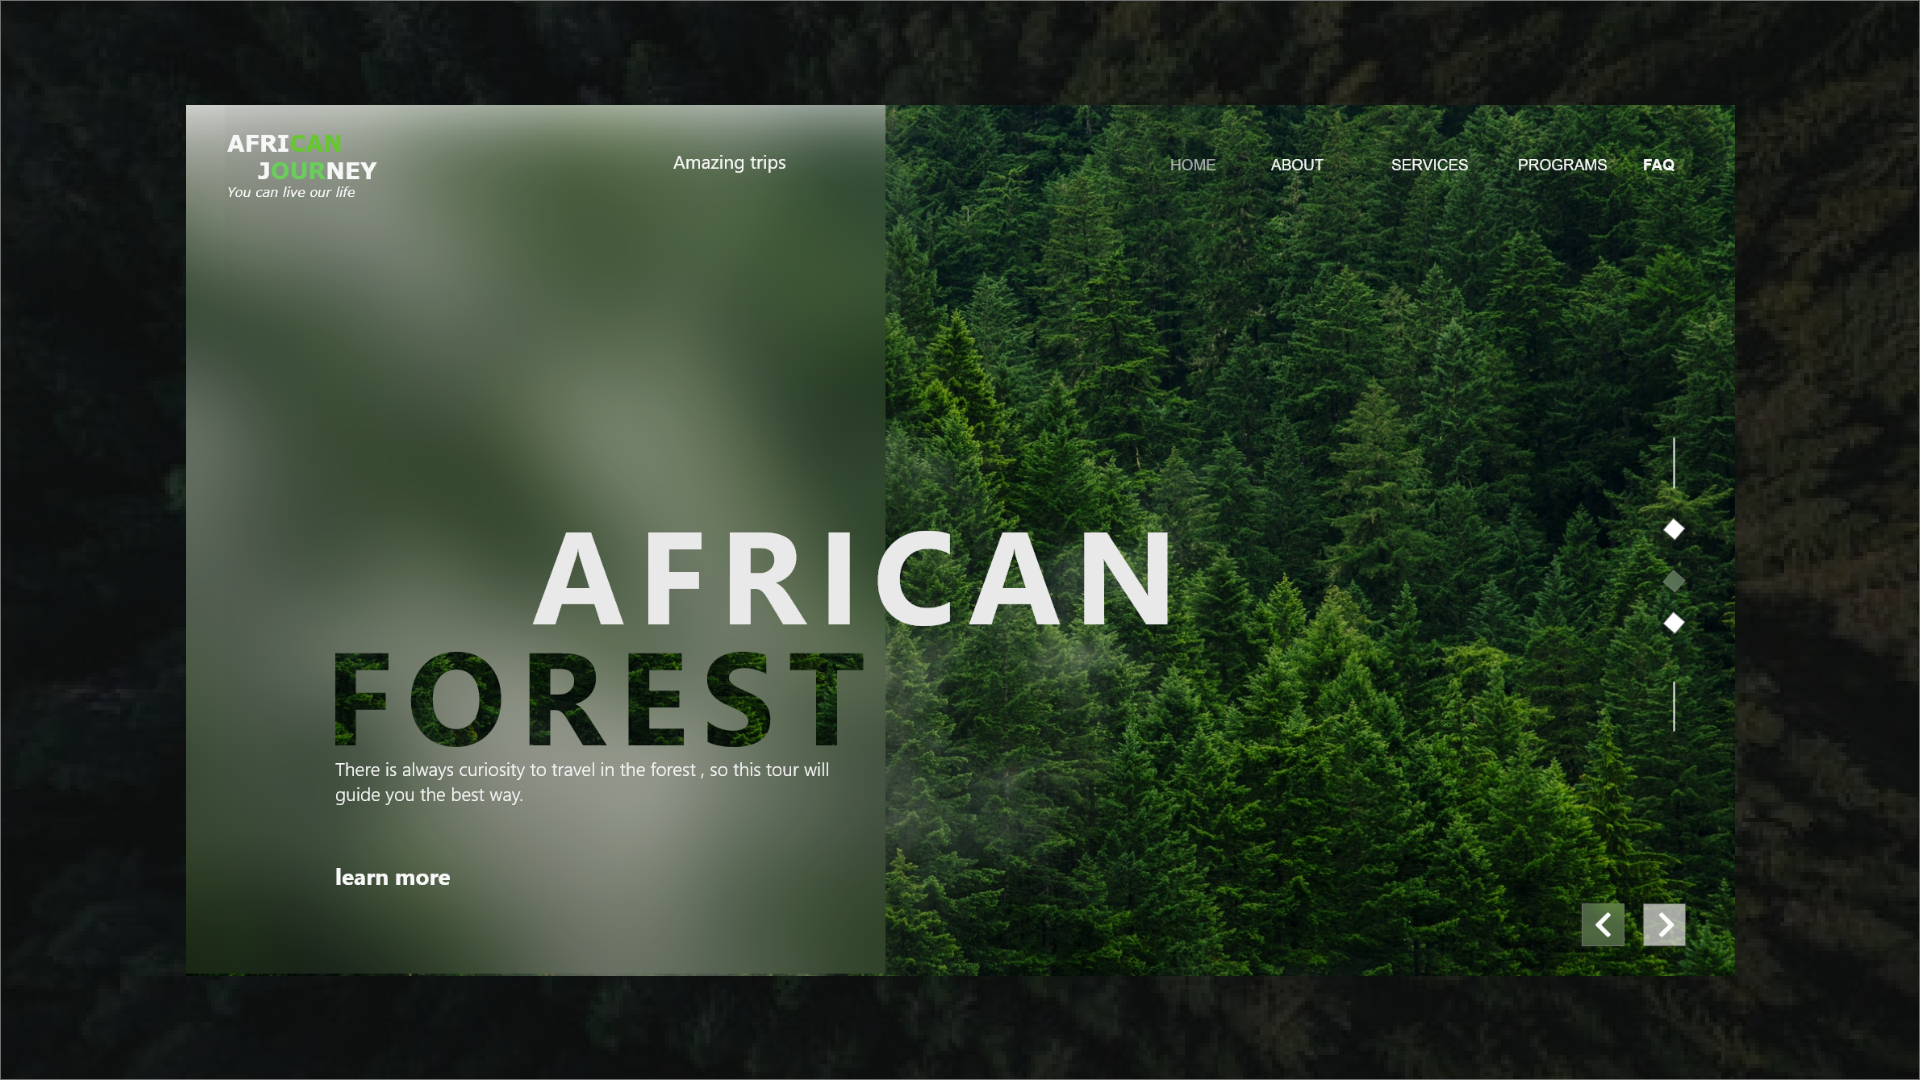 AFRICAN
JOURNEY
You can live our life
Amazing trips
HOME
ABOUT
SERVICES
PROGRAMS
FAQ
AFRICAN
FOREST
There is always curiosity to travel in the forest , so this tour will
guide you the best way.
learn more